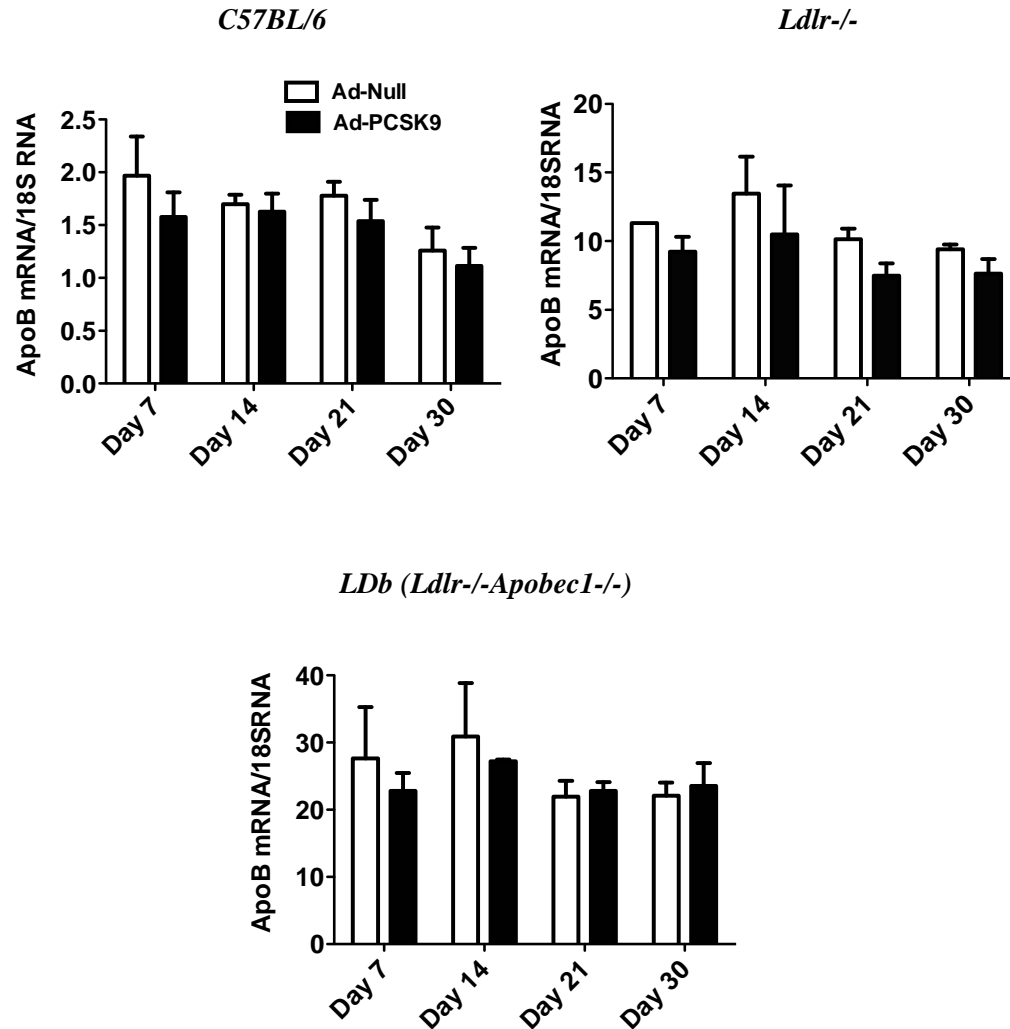 C57BL/6
Ldlr-/-
Ad-Null
Ad-PCSK9
ApoB mRNA/18S RNA
2.5
2.0
1.5
1.0
0.5
0.0
Day 7
Day 14
Day 21
Day 30
ApoB mRNA/18SRNA
20
15
10
5
0
Day 7
Day 14
Day 21
Day 30
LDb (Ldlr-/-Apobec1-/-)
ApoB mRNA/18SRNA
40
30
20
10
0
Day 7
Day 14
Day 21
Day 30